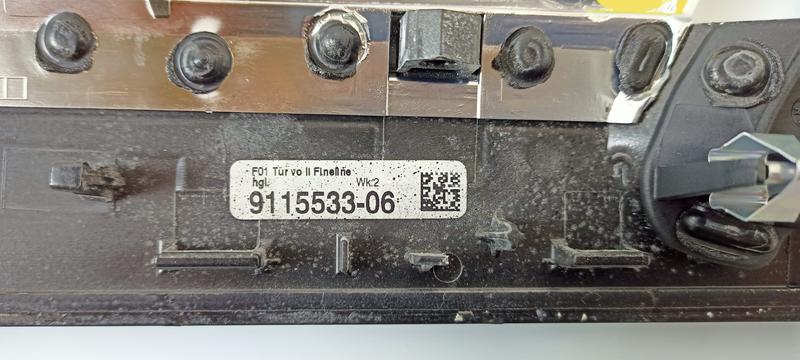 F01 Tür vo li Fineline
hgl.
Wk:2
9115533-06